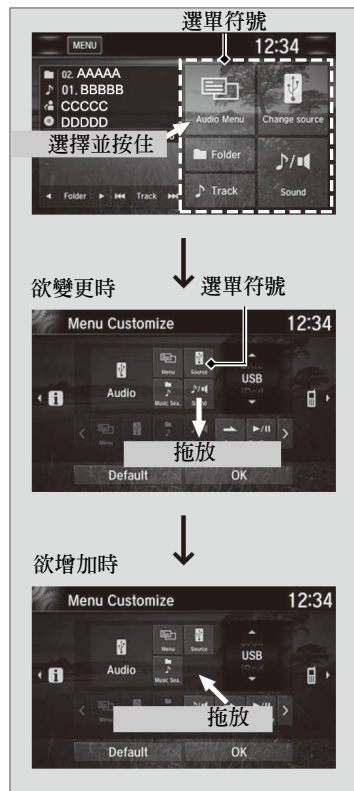 選單符號
MENU 12:34
02. AAAAA
01. BBBBB
CCCCC
DDDDD
Audio Menu Change source
選擇並按住
Folder
Track Sound
Folder Track
欲變更時 選單符號
Menu Customize 12:34
Menu Source
Audio USB
Music Sea. Sound
拖放
Default OK
欲增加時
Menu Customize 12:34
Menu Source
Audio USB
Music Sea.
拖放
Default OK